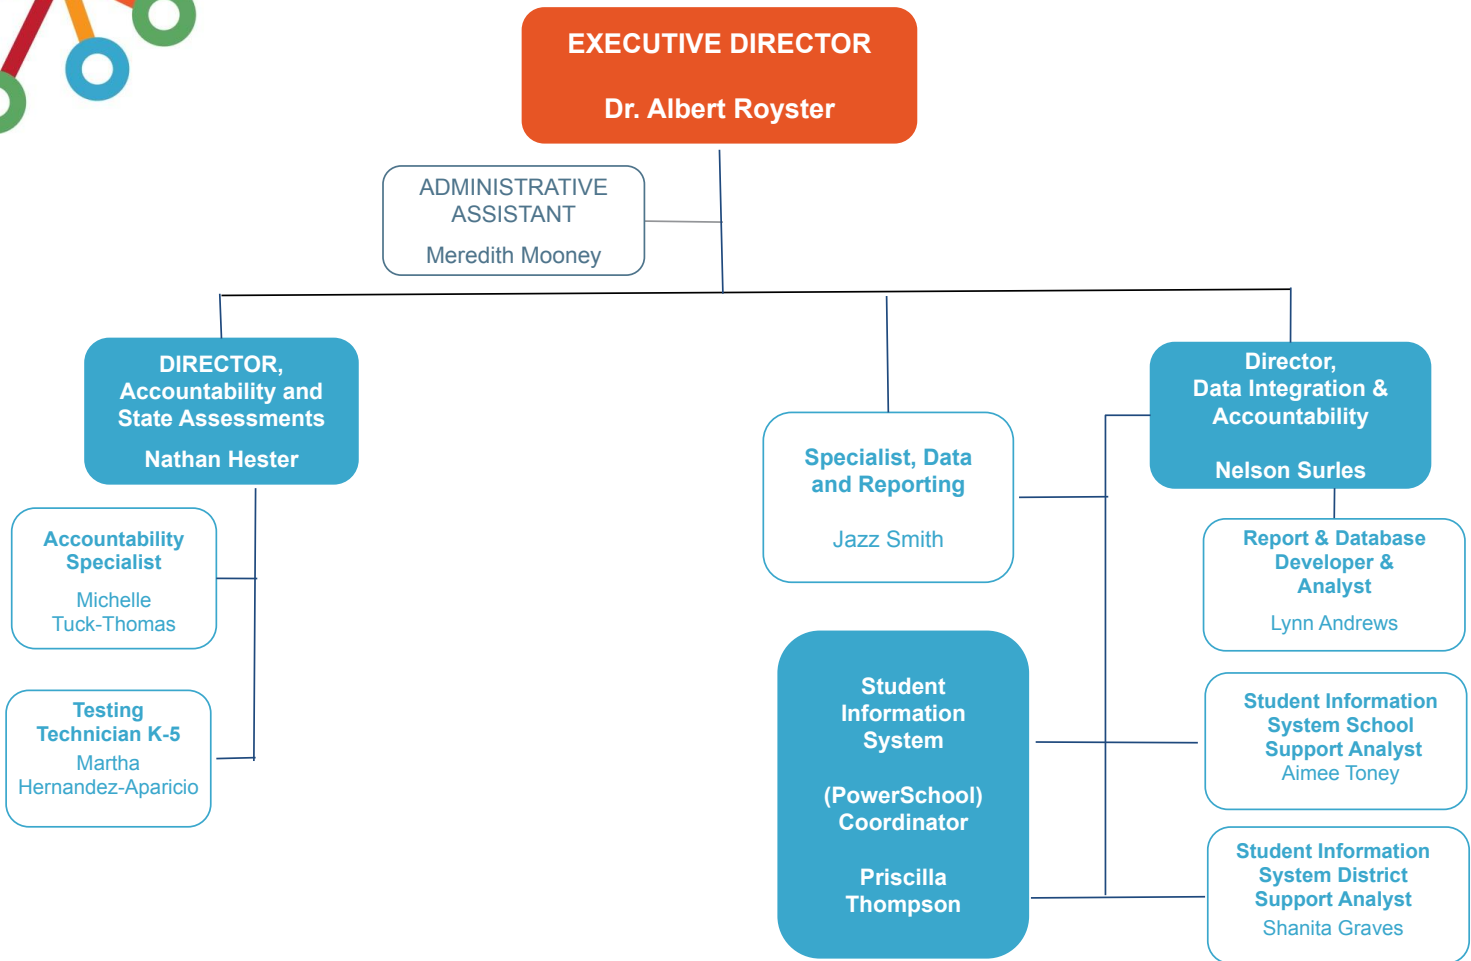 EXECUTIVE DIRECTOR
Dr. Albert Royster
ADMINISTRATIVE
ASSISTANT
Meredith Mooney
DIRECTOR,
Accountability and
State Assessments
Nathan Hester
Accountability
Specialist
Michelle
Tuck-Thomas
Testing
Technician K-5
Martha
Hernandez-Aparicio
Specialist, Data
and Reporting
Jazz Smith
Student
Information
System
(PowerSchool)
Coordinator
Priscilla
Thompson
Director,
Data Integration &
Accountability
Nelson Surles
Report & Database
Developer &
Analyst
Lynn Andrews
Student Information
System School
Support Analyst
Aimee Toney
Student Information
System District
Support Analyst
Shanita Graves